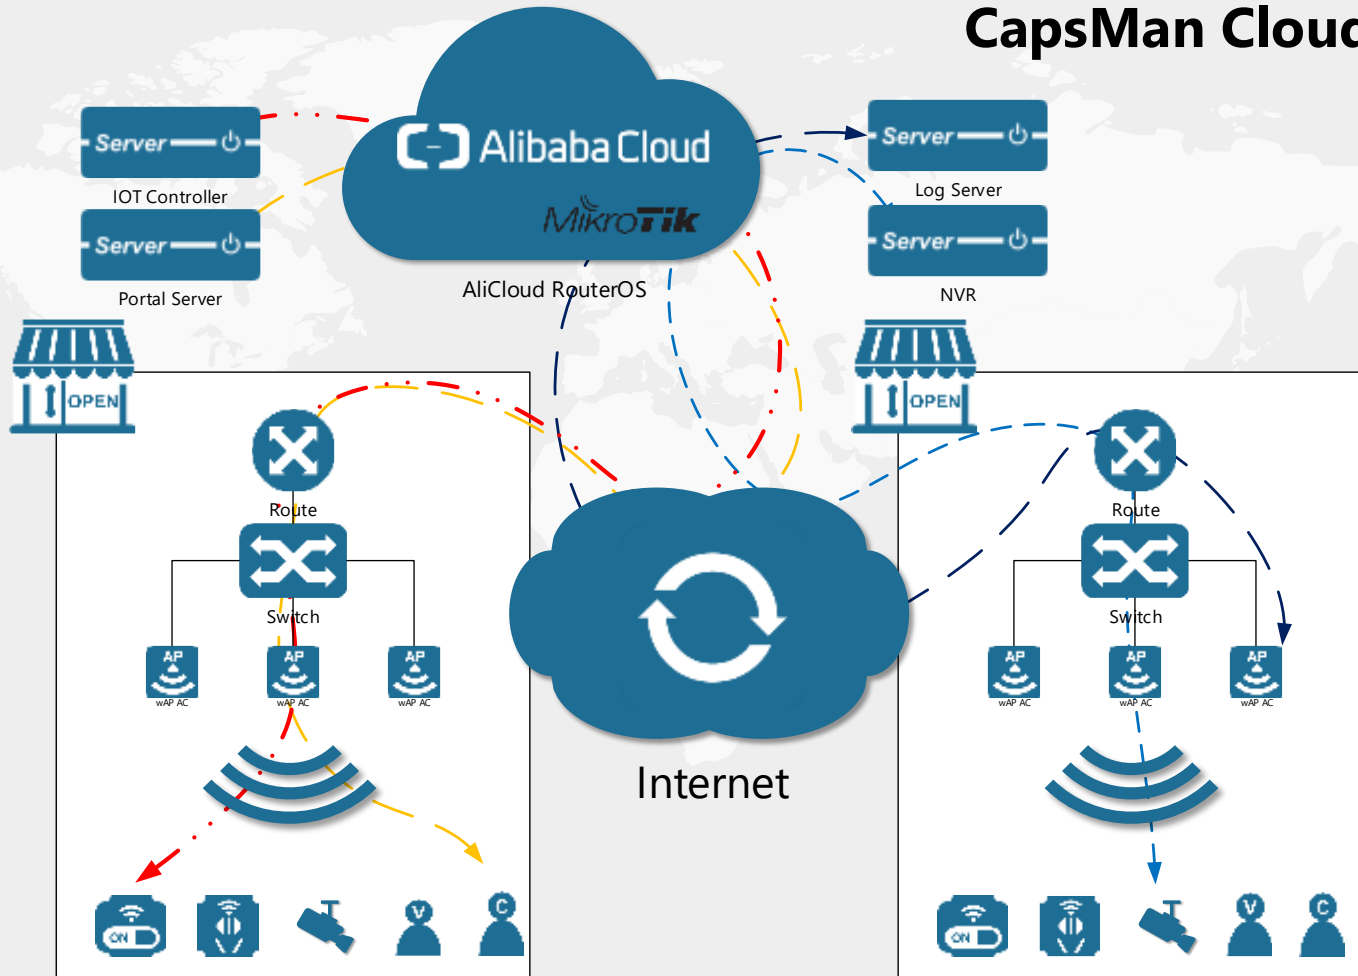 CapsMan Cloud
Server
IOT Controller
Server
Portal Server
Alibaba Cloud
MikroTik
AliCloud RouterOS
Server
Log Server
Server
NVR
OPEN
OPEN
Route
Switch
AP
AP
AP
wAP AC
wAP AC
wAP AC
ON
V
C
Internet
Route
Switch
AP
AP
AP
wAP AC
wAP AC
wAP AC
ON
V
C